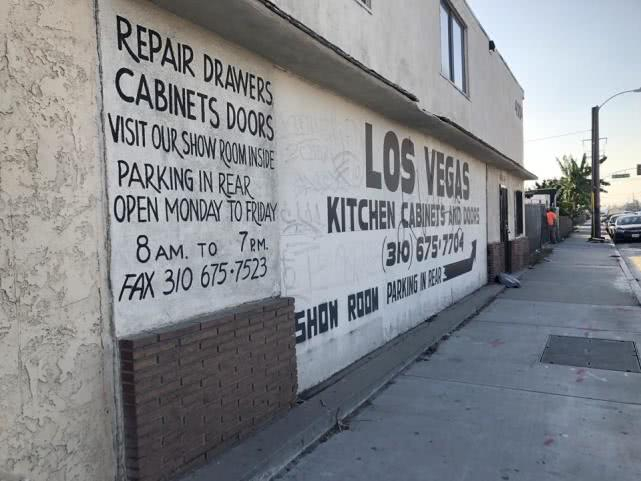 REPAIR DRAWERS
CABINETS DOORS
VISIT OUR SHOW ROOM INSIDE
PARKING IN REAR
OPEN MONDAY TO FRIDAY
8 AM. TO 7 PM.
FAX 310 675-7523
LOS VEGAS
KITCHEN CABINETS AND DOORS
(310) 675-7704
SHOW ROOM PARKING IN REAR